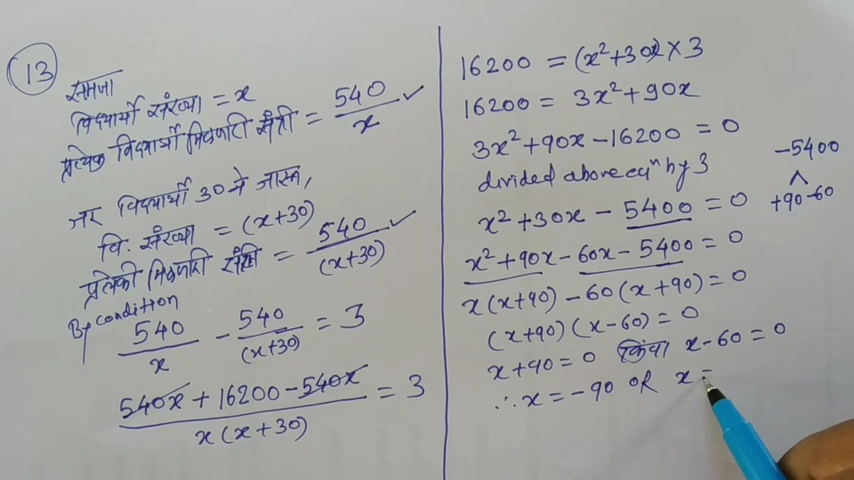 13
समजा
विद्यार्थी संख्या = x
प्रत्येक विद्यार्थी मिळणारी संत्री = 540/x ✓
जर विद्यार्थी 30 ने जास्त,
वि. संख्या = (x+30)
प्रत्येकी मिळणारी संत्री = 540/(x+30) ✓
By condition
540/x - 540/(x+30) = 3
540x + 16200 - 540x / x(x+30) = 3
16200 = (x²+30x) × 3
16200 = 3x²+90x
3x²+90x-16200 = 0
divided above eqⁿ by 3
-5400
x²+30x - 5400 = 0
+90 -60
x²+90x - 60x - 5400 = 0
x(x+90) - 60(x+90) = 0
(x+90)(x-60) = 0
x+90 = 0 किंवा x-60 = 0
∴ x = -90 or x =